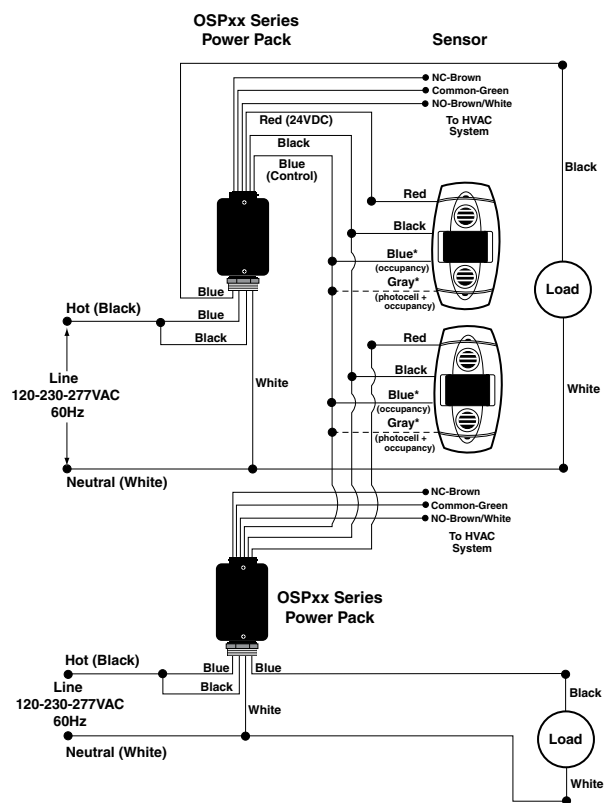 OSPxx Series
Power Pack
Sensor
NC-Brown
Common-Green
NO-Brown/White
Red (24VDC)
To HVAC
System
Black
Blue
(Control)
Black
Red
Black
Blue*
(occupancy)
Gray*
(photocell +
occupancy)
Load
Blue
Hot (Black)
Blue
Black
Line
120-230-277VAC
60Hz
White
Red
Black
Blue*
(occupancy)
Gray*
(photocell +
occupancy)
White
Neutral (White)
NC-Brown
Common-Green
NO-Brown/White
To HVAC
System
OSPxx Series
Power Pack
Hot (Black)
Blue
Blue
Black
Line
120-230-277VAC
60Hz
White
Black
Load
Neutral (White)
White